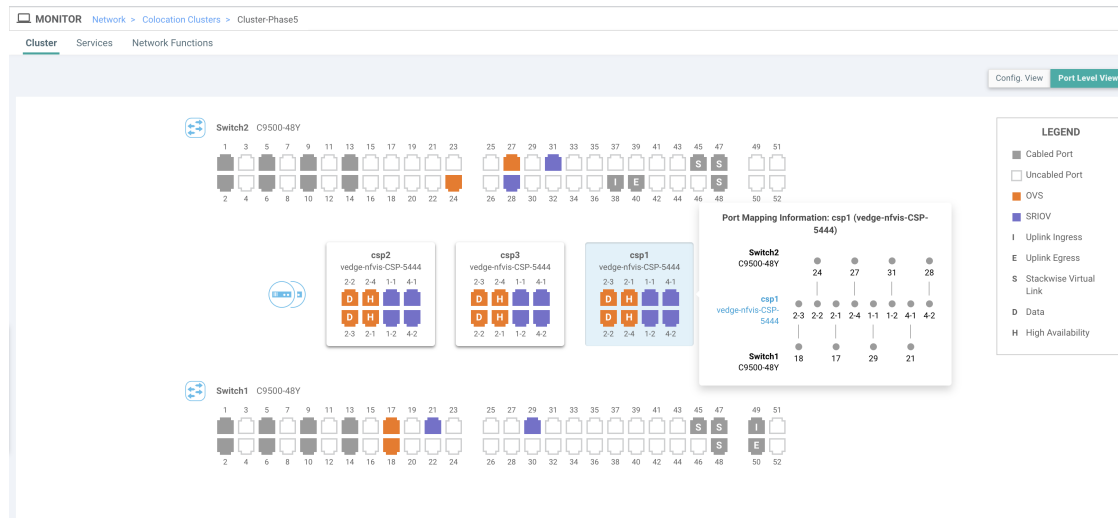 MONITOR Network > Colocation Clusters > Cluster-Phase5
Cluster Services Network Functions
Config. View Port Level View
Switch2 C9500-48Y
1 3 5 7 9 11 13 15 17 19 21 23 25 27 29 31 33 35 37 39 41 43 45 47 49 51
S S
I E S
2 4 6 8 10 12 14 16 18 20 22 24 26 28 30 32 34 36 38 40 42 44 46 48 50 52
csp2
vedge-nfvis-CSP-5444
2-2 2-4 1-1 4-1
D H
D H
2-3 2-1 1-2 4-2
csp3
vedge-nfvis-CSP-5444
2-3 2-1 1-1 4-1
D H
D H
2-2 2-4 1-2 4-2
csp1
vedge-nfvis-CSP-5444
2-3 2-1 1-1 4-1
D H
D H
2-2 2-4 1-2 4-2
Port Mapping Information: csp1 (vedge-nfvis-CSP-
5444)
Switch2
C9500-48Y
24 27 31 28
csp1
vedge-nfvis-CSP-
5444
2-3 2-2 2-1 2-4 1-1 1-2 4-1 4-2
Switch1
C9500-48Y
18 17 29 21
LEGEND
Cabled Port
Uncabled Port
OVS
SRIOV
I Uplink Ingress
E Uplink Egress
S Stackwise Virtual
Link
D Data
H High Availability
Switch1 C9500-48Y
1 3 5 7 9 11 13 15 17 19 21 23 25 27 29 31 33 35 37 39 41 43 45 47 49 51
S S I
S E
2 4 6 8 10 12 14 16 18 20 22 24 26 28 30 32 34 36 38 40 42 44 46 48 50 52